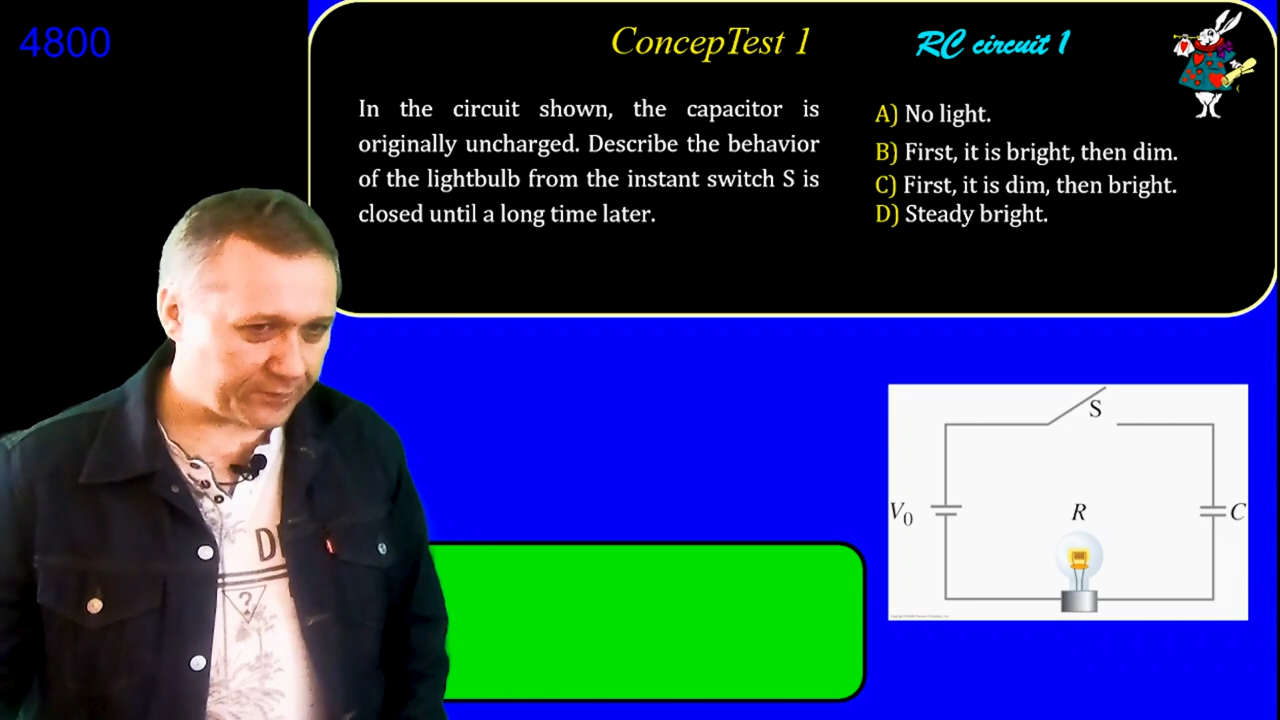 4800
ConcepTest 1
RC circuit 1
In the circuit shown, the capacitor is
originally uncharged. Describe the behavior
of the lightbulb from the instant switch S is
closed until a long time later.
A) No light.
B) First, it is bright, then dim.
C) First, it is dim, then bright.
D) Steady bright.
S
V₀
R
C
?